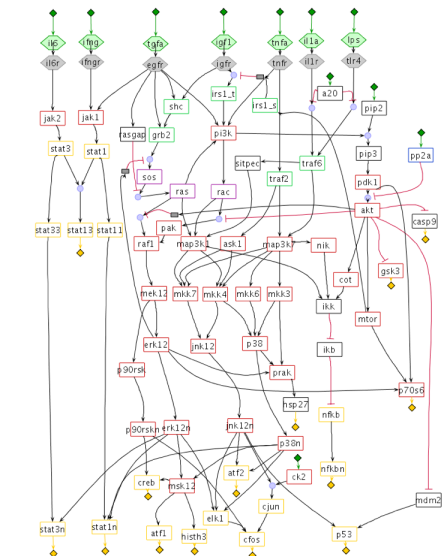 il6
ifng
tgfa
igf1
tnfa
il1a
lps
il6r
ifngr
egfr
igfr
tnfr
il1r
tlr4
a20
shc
irs1_t
irs1_s
pip2
jak2
jak1
rasgap
grb2
pi3k
stat3
stat1
sitpec
traf6
pip3
pp2a
sos
traf2
pdk1
ras
rac
akt
stat33
stat13
stat11
pak
casp9
raf1
map3k1
ask1
map3k
nik
gsk3
cot
mek12
mkk7
mkk4
mkk6
mkk3
ikk
mtor
erk12
jnk12
p38
ikb
p90rsk
prak
p70s6
hsp27
nfkb
p90rskn
erk12n
jnk12n
p38n
creb
msk12
atf2
ck2
nfkbn
mdm2
cjun
stat3n
stat1n
elk1
atf1
histh3
cfos
p53